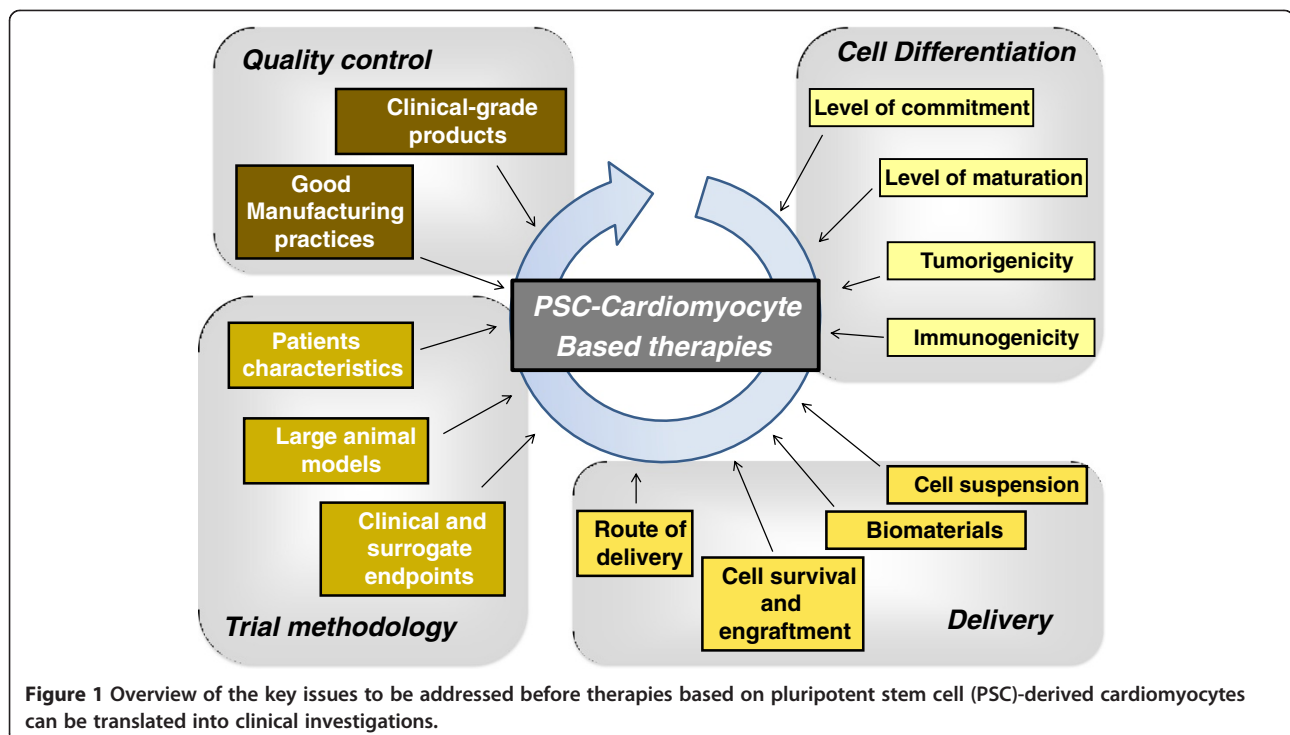 Quality control
Clinical-grade
products
Good
Manufacturing
practices
Cell Differentiation
Level of commitment
Level of maturation
Tumorigenicity
Immunogenicity
PSC-Cardiomyocyte
Based therapies
Patients
characteristics
Large animal
models
Clinical and
surrogate
endpoints
Trial methodology
Cell suspension
Biomaterials
Route of
delivery
Cell survival
and
engraftment
Delivery
Figure 1 Overview of the key issues to be addressed before therapies based on pluripotent stem cell (PSC)-derived cardiomyocytes
can be translated into clinical investigations.